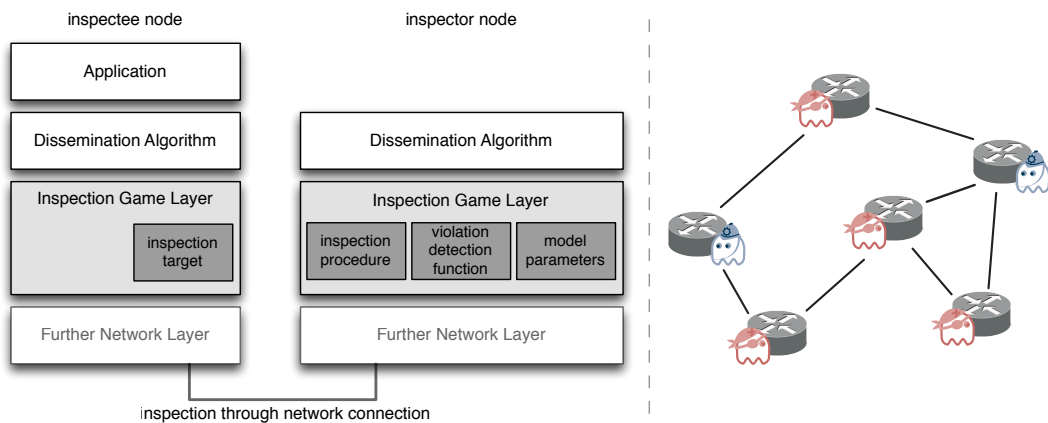 inspectee node
inspector node
Application
Dissemination Algorithm
Dissemination Algorithm
Inspection Game Layer
inspection
target
Inspection Game Layer
inspection
procedure
violation
detection
function
model
parameters
Further Network Layer
Further Network Layer
inspection through network connection